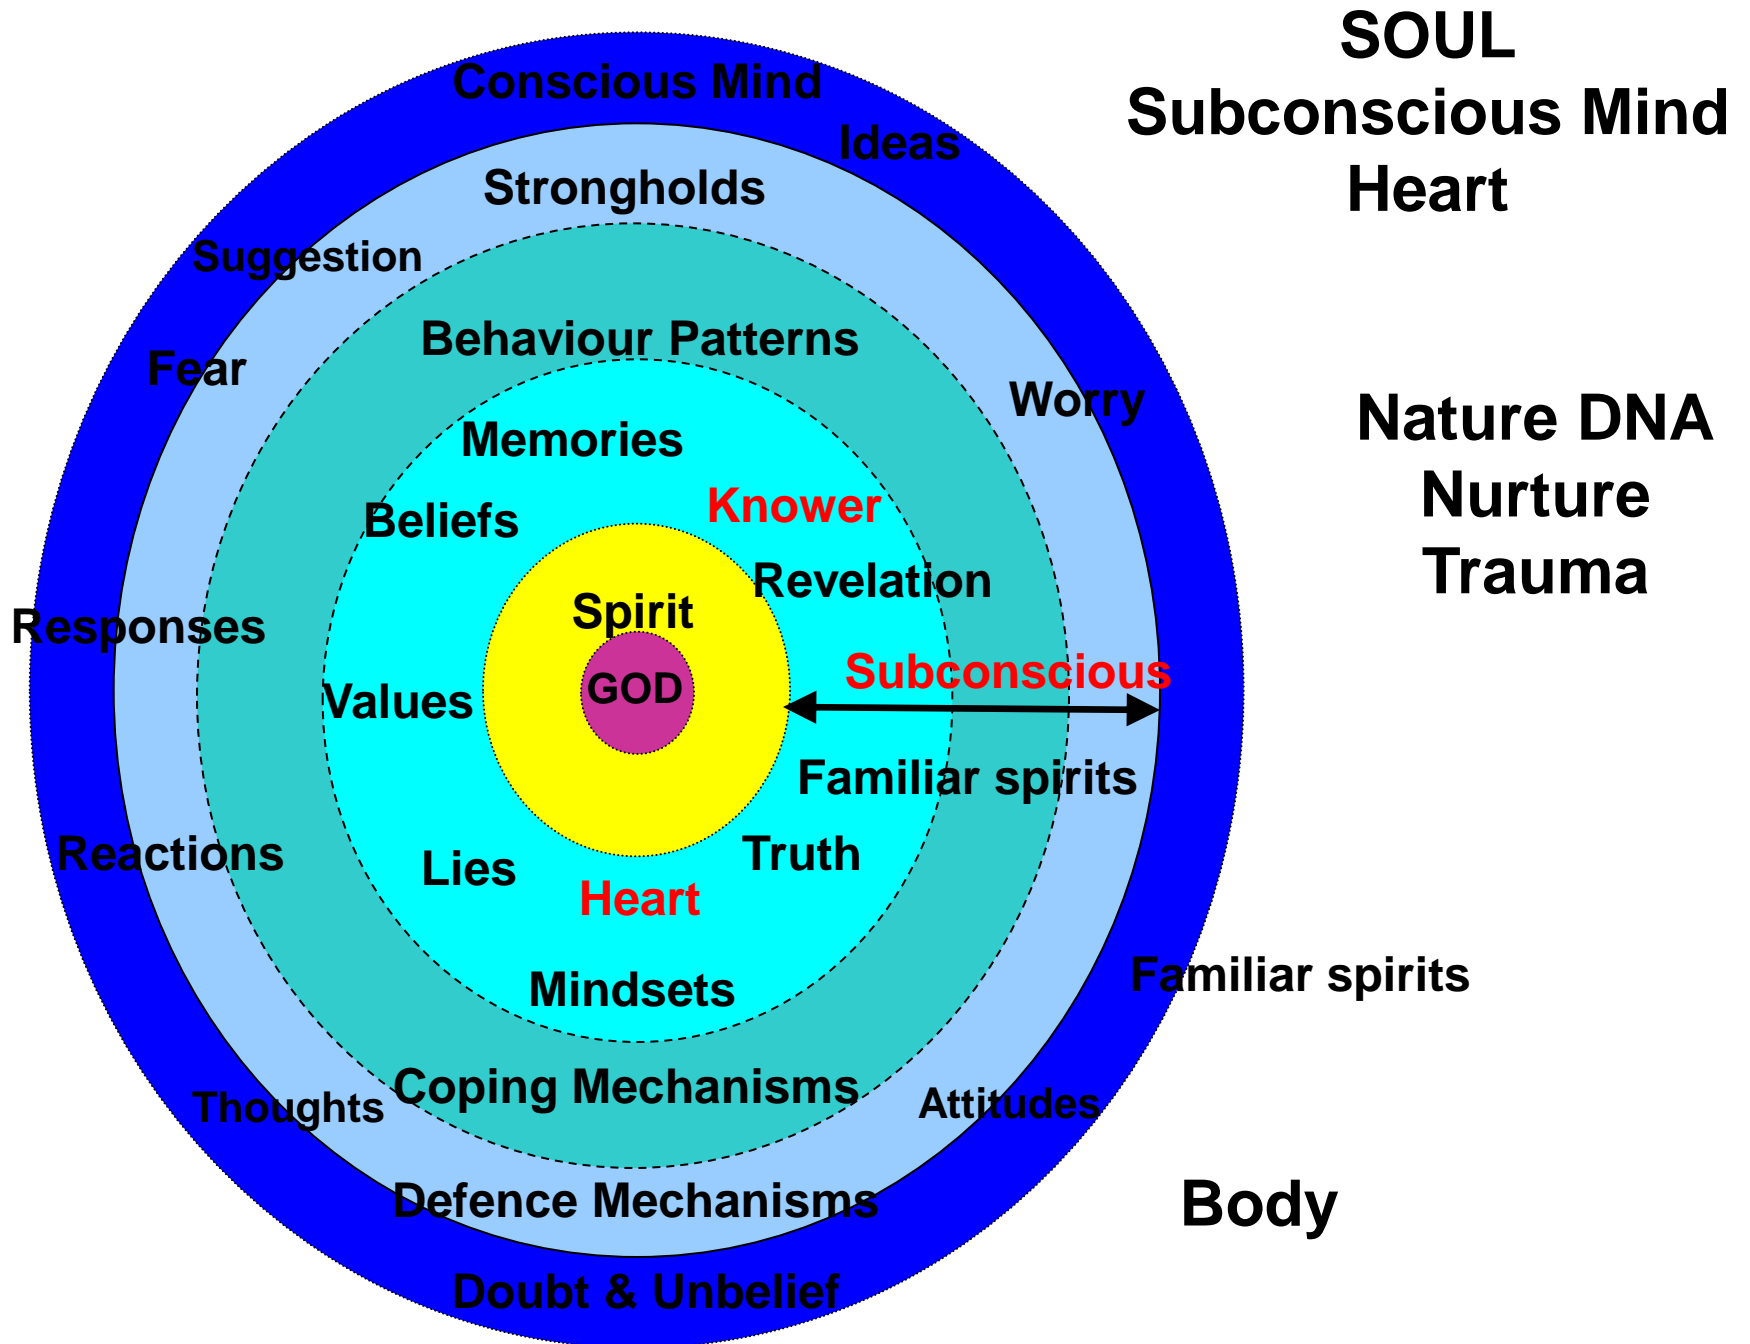 SOUL
Subconscious Mind
Heart
Conscious Mind
Ideas
Strongholds
Suggestion
Behaviour Patterns
Fear
Worry
Nature DNA
Nurture
Trauma
Memories
Knower
Beliefs
Revelation
Spirit
Responses
Subconscious
GOD
Values
Familiar spirits
Reactions
Truth
Lies
Heart
Familiar spirits
Mindsets
Coping Mechanisms
Thoughts
Attitudes
Defence Mechanisms
Body
Doubt & Unbelief